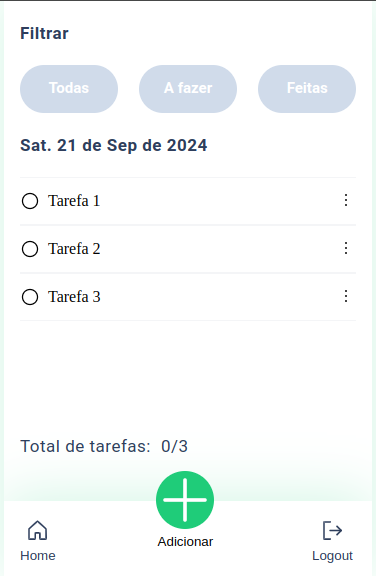 Filtrar
Todas A fazer Feitas
Sat. 21 de Sep de 2024
Tarefa 1
Tarefa 2
Tarefa 3
Total de tarefas: 0/3
Adicionar
Home Logout